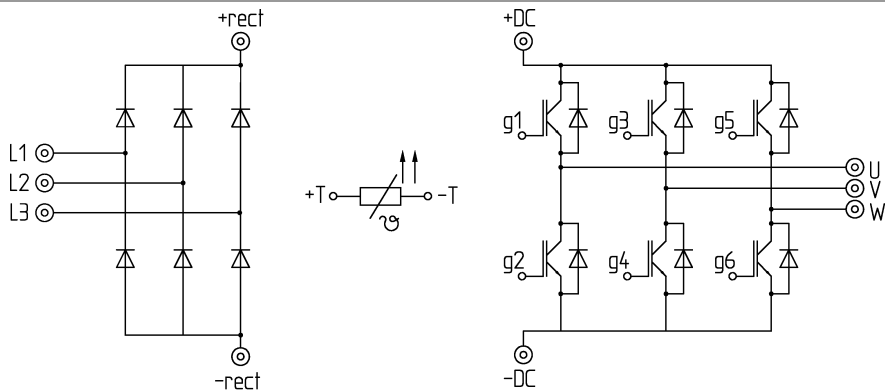 +rect
L1
L2
L3
-rect
+T
-T
ϑ
+DC
g1
g3
g5
U
V
W
g2
g4
g6
-DC